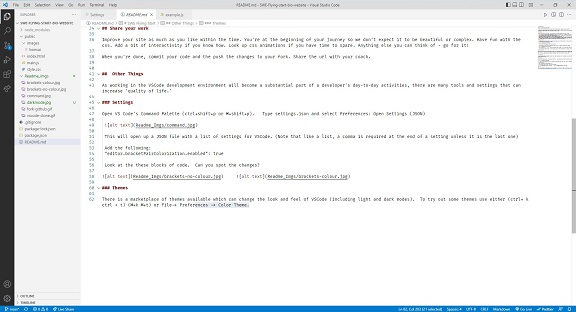 File Edit Selection View Go Run Terminal Help
README.md - SWE-Flying-start-bio-website - Visual Studio Code
EXPLORER
Settings
README.md
example.js
SWE-FLYING-START-BIO-WEBSITE
node_modules
public
images
index.html
main.js
style.css
Readme_Imgs
brackets-colour.jpg
brackets-no-colour.jpg
command.jpg
darkmode.jpg
fork-github.gif
vscode-divider.gif
.gitignore
package-lock.json
package.json
README.md
OUTLINE
TIMELINE
README.md > ## Other Things > ### Themes
34 ## Share your work
35
36 Improve your site as much as you like within the time. You're at the beginning of your journey so we don't expect it to be beautiful or complex. Have fun with the
css. Add a bit of interactivity if you know how. Look up css animations if you have time to spare. Anything else you can think of - go for it!
When you're done, commit your code and the push the changes to your fork. Share the url with your coach.
## Other Things
As working in the VSCode development environment will become a substantial part of a developer's day-to-day activities, there are many tools and settings that can
increase 'quality of life.'
### Settings
Open VS Code's Command Palette (ctrl+shift+p or ⌘+shift+p). Type settings.json and select Preferences: Open Settings (JSON)
![alt text](Readme_Imgs/command.jpg)
This will open up a JSON file with a list of settings for VSCode. (Note that like a list, a comma is required at the end of a setting unless it is the last one)
Add the following:
"editor.bracketPairColorization.enabled": true
Look at the these blocks of code. Can you spot the changes?
![alt text](Readme_Imgs/brackets-no-colour.jpg) ![alt text](Readme_Imgs/brackets-colour.jpg)
### Themes
There is a marketplace of themes available which can change the look and feel of VSCode (including light and dark modes). To try out some themes use either (ctrl+ k
ctrl + t) (⌘+k ⌘+t) or file-> Preferences -> Color Theme.
main*
Live Share
Spaces: 4
UTF-8
CRLF
Markdown
Go Live
Prettier